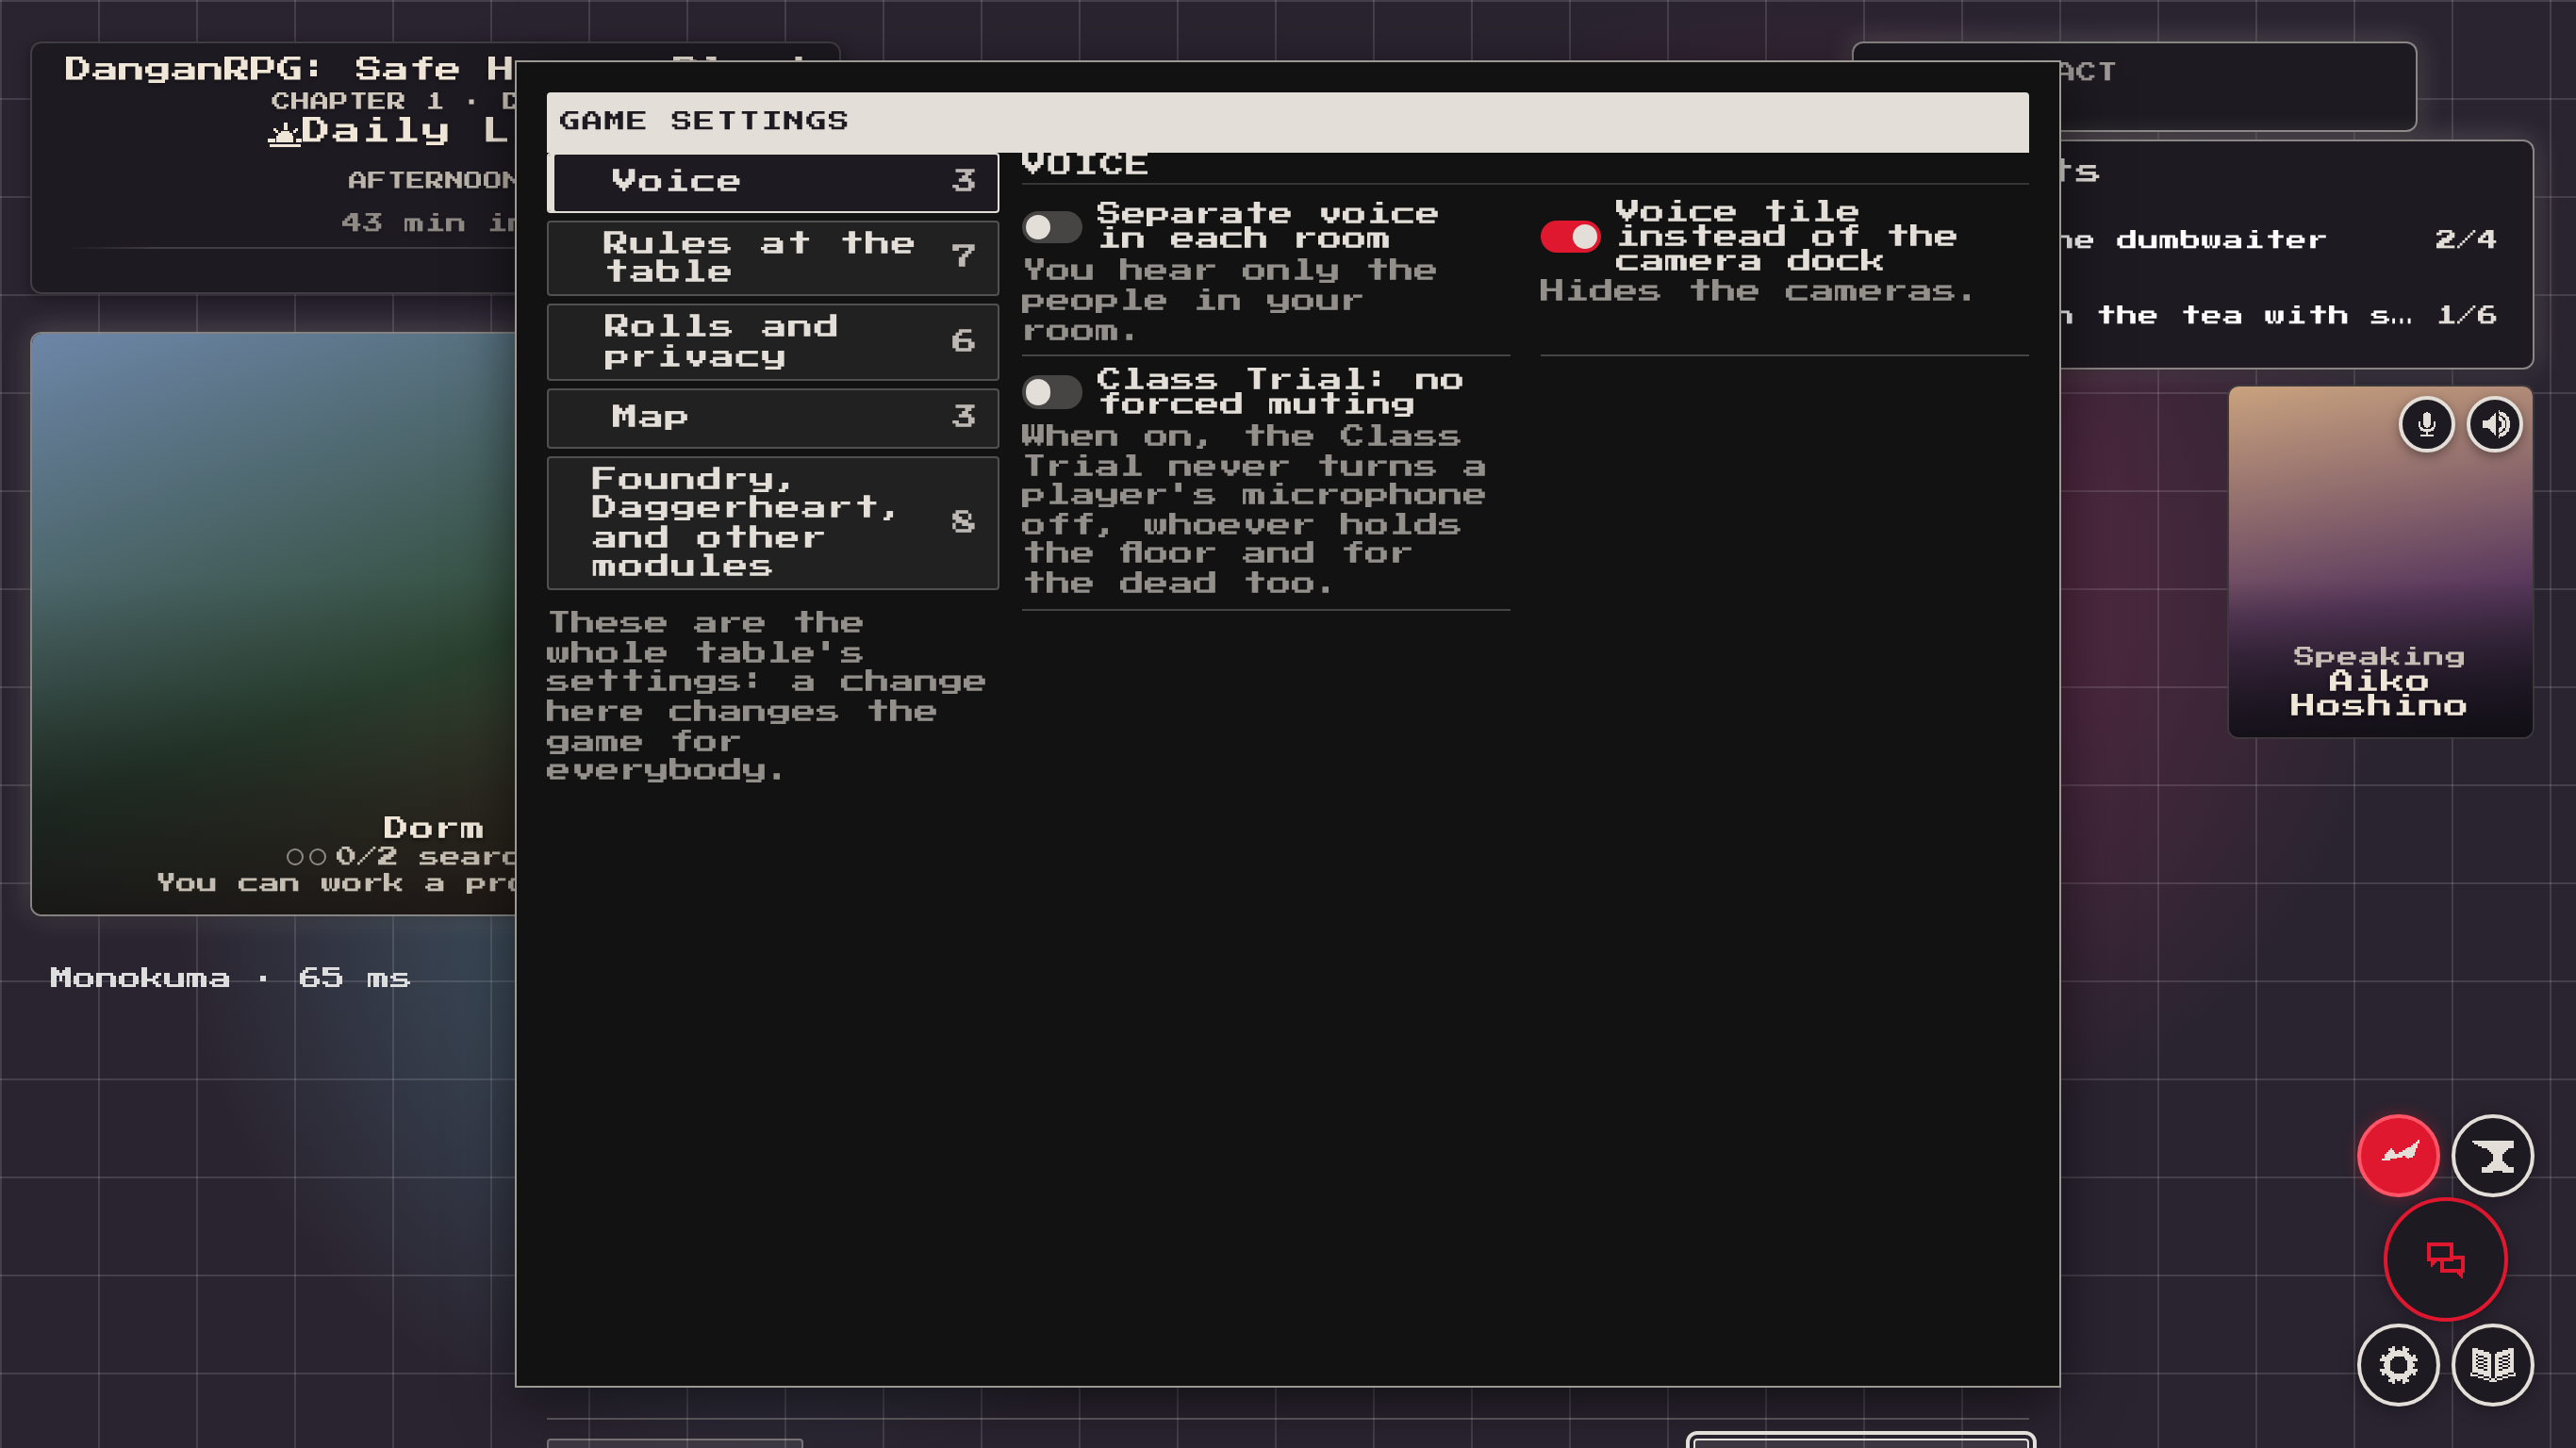 DanganRPG: Safe H
CHAPTER 1 ·
Daily L
AFTERNOON
43 min
GAME SETTINGS
Voice 3
Rules at the
table 7
Rolls and
privacy 6
Map 3
Foundry,
Daggerheart,
and other
modules 8
These are the
whole table's
settings: a change
here changes the
game for
everybody.
VOICE
Separate voice
in each room
You hear only the
people in your
room.
Voice tile
instead of the
camera dock
Hides the cameras.
Class Trial: no
forced muting
When on, the Class
Trial never turns a
player's microphone
off, whoever holds
the floor and for
the dead too.
ACT
ts
dumbwaiter 2/4
the tea with s… 1/6
Speaking
Aiko
Hoshino
Dorm
0/2 searc
You can work a pro
Monokuma · 65 ms